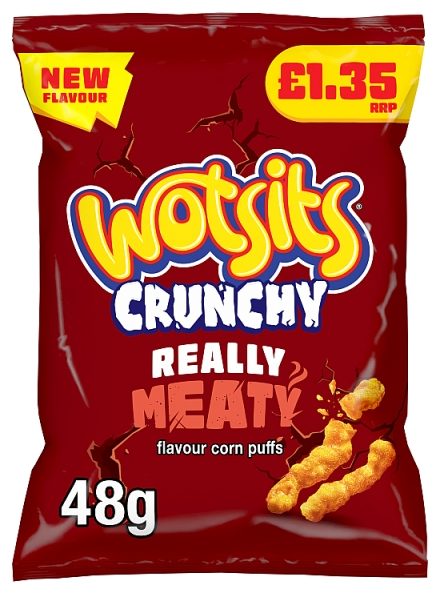 NEW
FLAVOUR
£1.35
RRP
Wotsits®
CRUNCHY
REALLY
MEATY
flavour corn puffs
48g